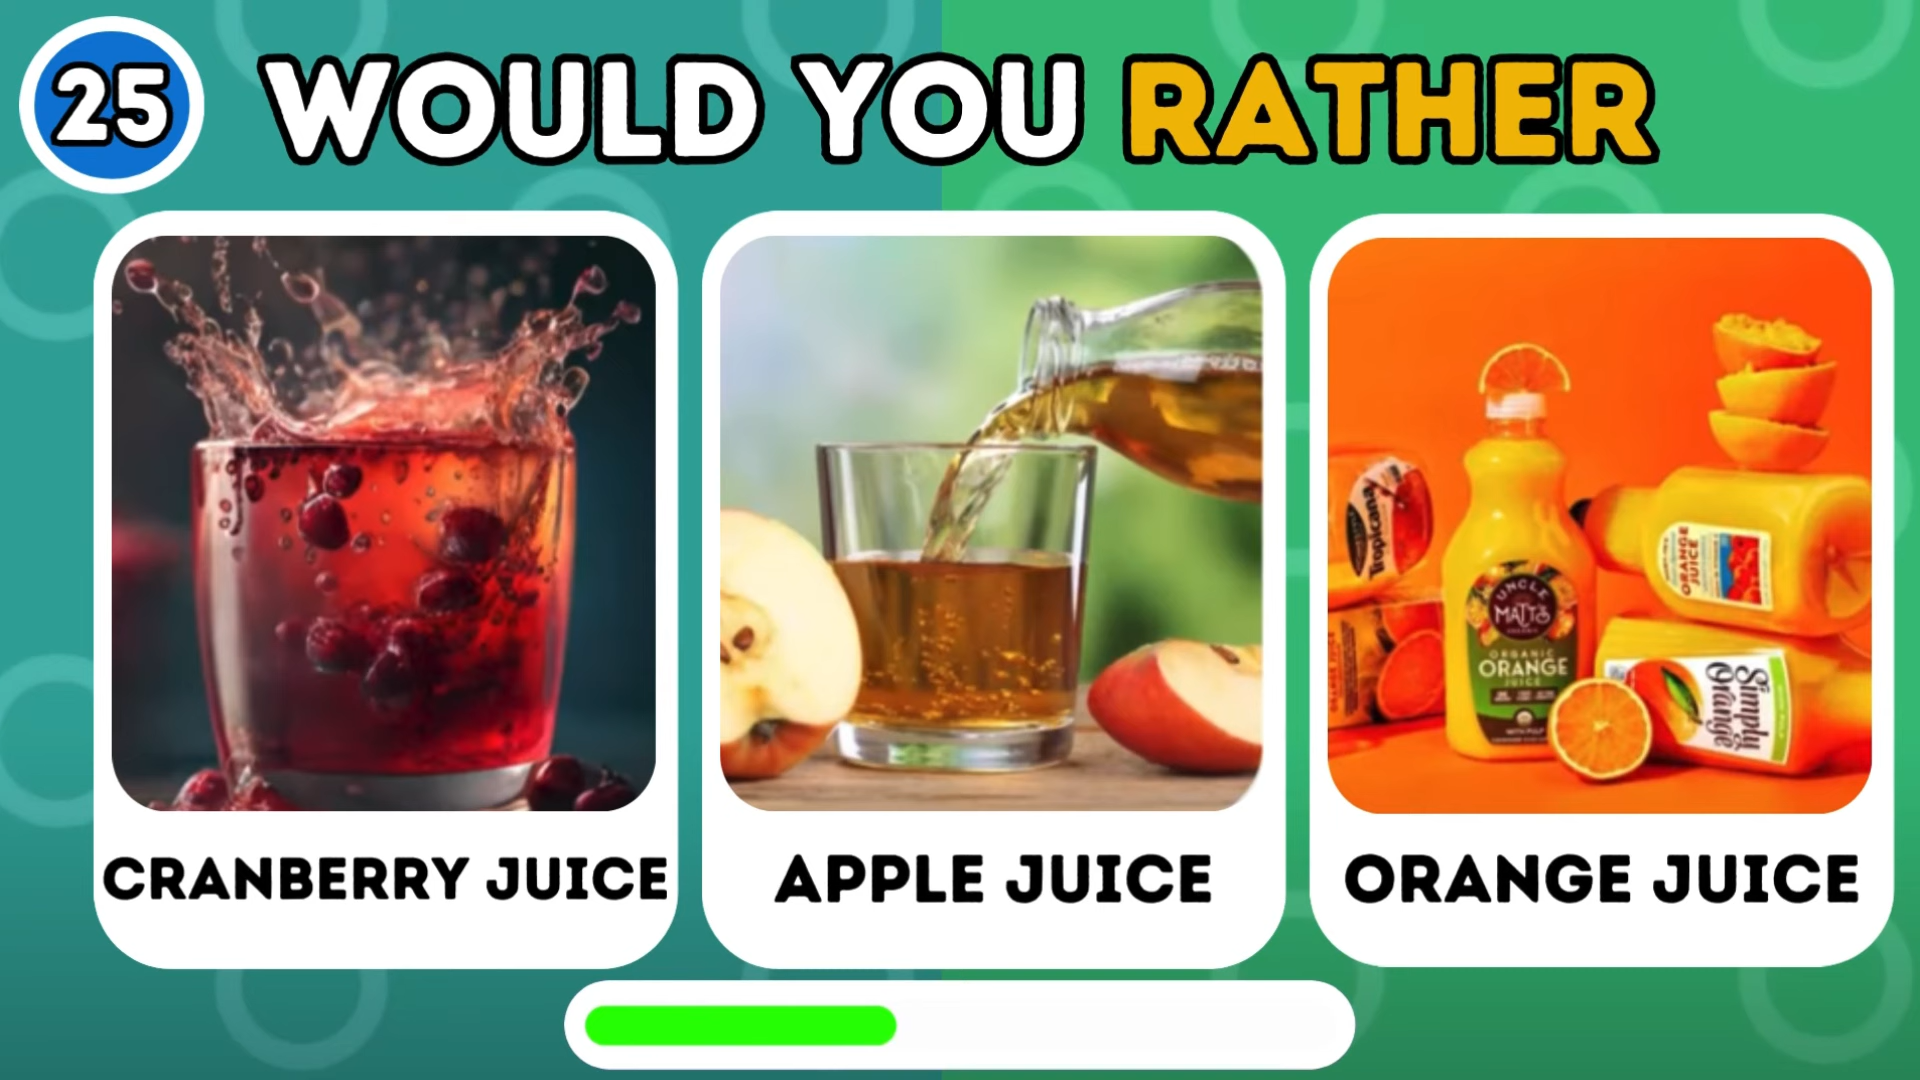 25
WOULD YOU RATHER
Tropicana
UNCLE
MATT'S
ORGANIC
ORGANIC
ORANGE
JUICE
ORANGE
JUICE
Simply
Orange
CRANBERRY JUICE
APPLE JUICE
ORANGE JUICE